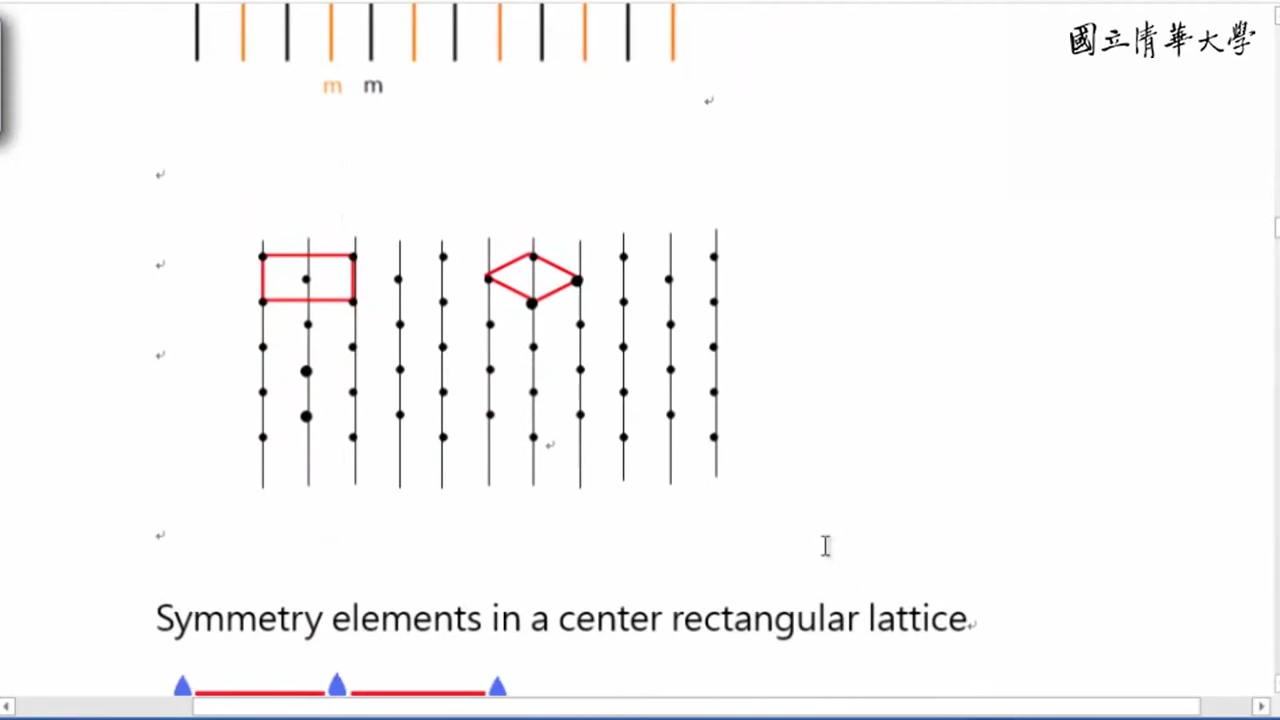 國立清華大學
m m
Symmetry elements in a center rectangular lattice